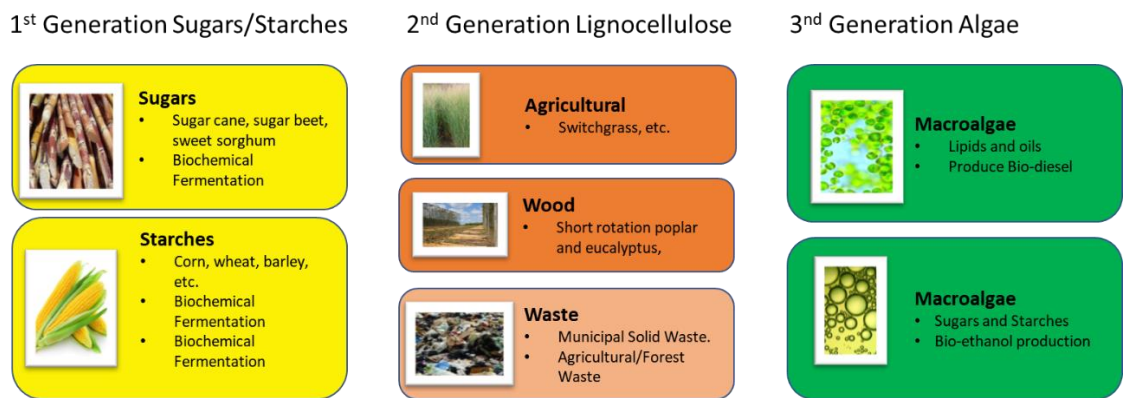 1st Generation Sugars/Starches
Sugars
• Sugar cane, sugar beet,
sweet sorghum
• Biochemical
Fermentation
Starches
• Corn, wheat, barley,
etc.
• Biochemical
Fermentation
• Biochemical
Fermentation
2nd Generation Lignocellulose
Agricultural
• Switchgrass, etc.
Wood
• Short rotation poplar
and eucalyptus,
Waste
• Municipal Solid Waste.
• Agricultural/Forest
Waste
3rd Generation Algae
Macroalgae
• Lipids and oils
• Produce Bio-diesel
Macroalgae
• Sugars and Starches
• Bio-ethanol production